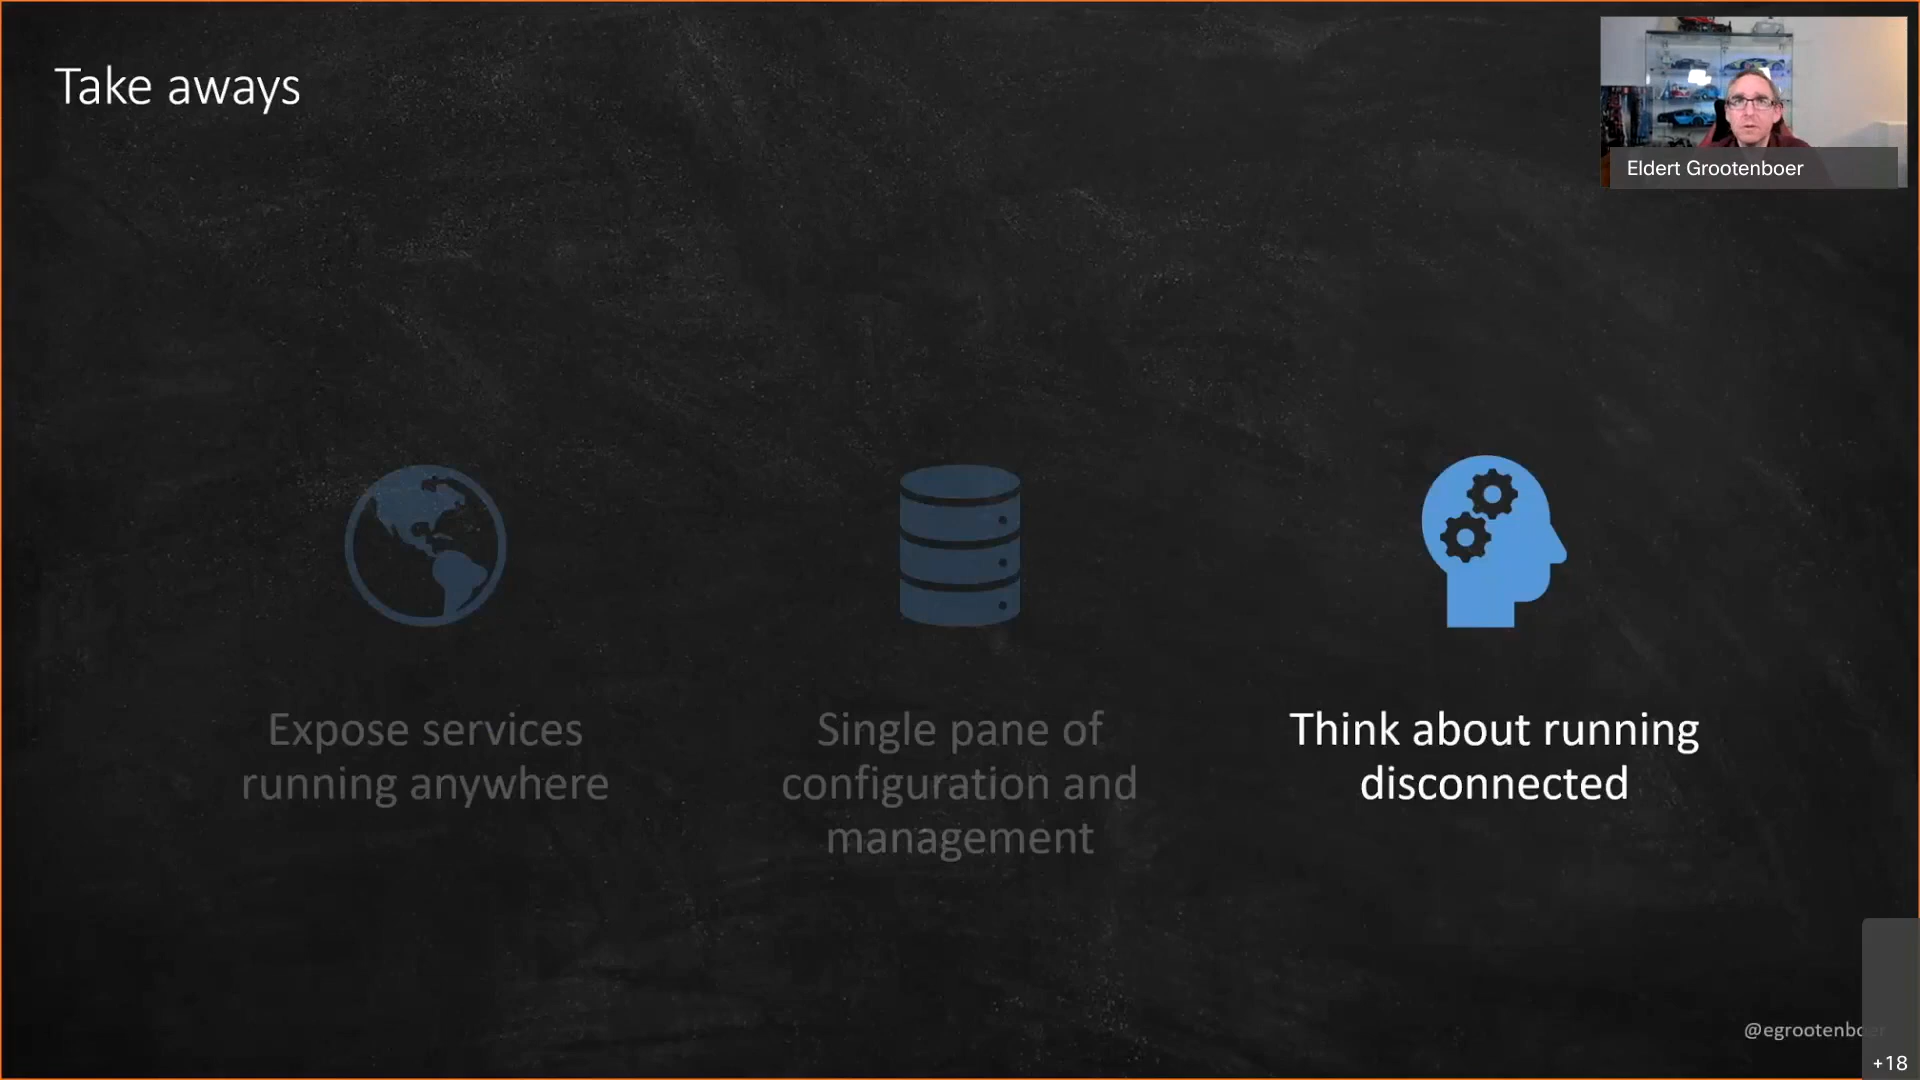 Take aways
Eldert Grootenboer
Expose services
running anywhere
Single pane of
configuration and
management
Think about running
disconnected
@egrootenboer
+18